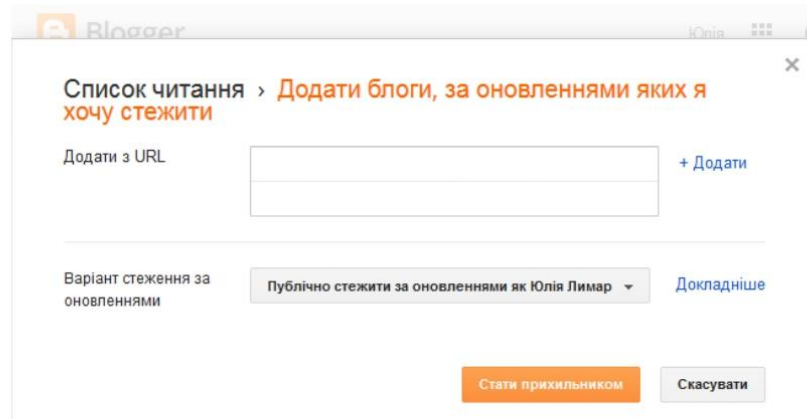 Blogger
Юлія
Список читання › Додати блоги, за оновленнями яких я
хочу стежити
Додати з URL
+ Додати
Варіант стеження за
оновленнями
Публічно стежити за оновленнями як Юлія Лимар
Докладніше
Стати прихильником
Скасувати